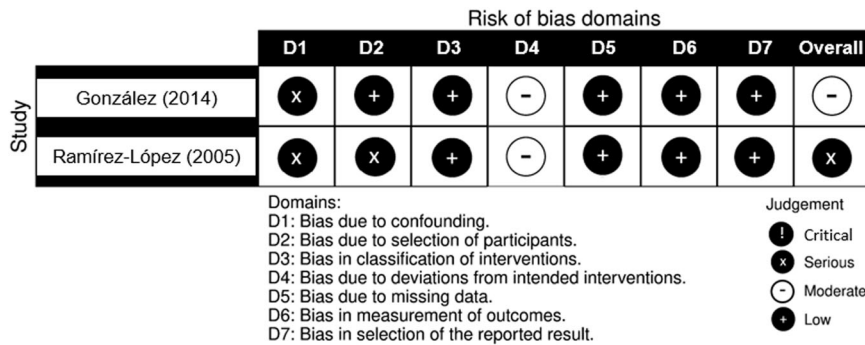 Risk of bias domains
D1 D2 D3 D4 D5 D6 D7 Overall
Study
González (2014) x + + - + + + -
Ramírez-López (2005) x x + - + + + x
Domains:
D1: Bias due to confounding.
D2: Bias due to selection of participants.
D3: Bias in classification of interventions.
D4: Bias due to deviations from intended interventions.
D5: Bias due to missing data.
D6: Bias in measurement of outcomes.
D7: Bias in selection of the reported result.
Judgement
! Critical
x Serious
- Moderate
+ Low